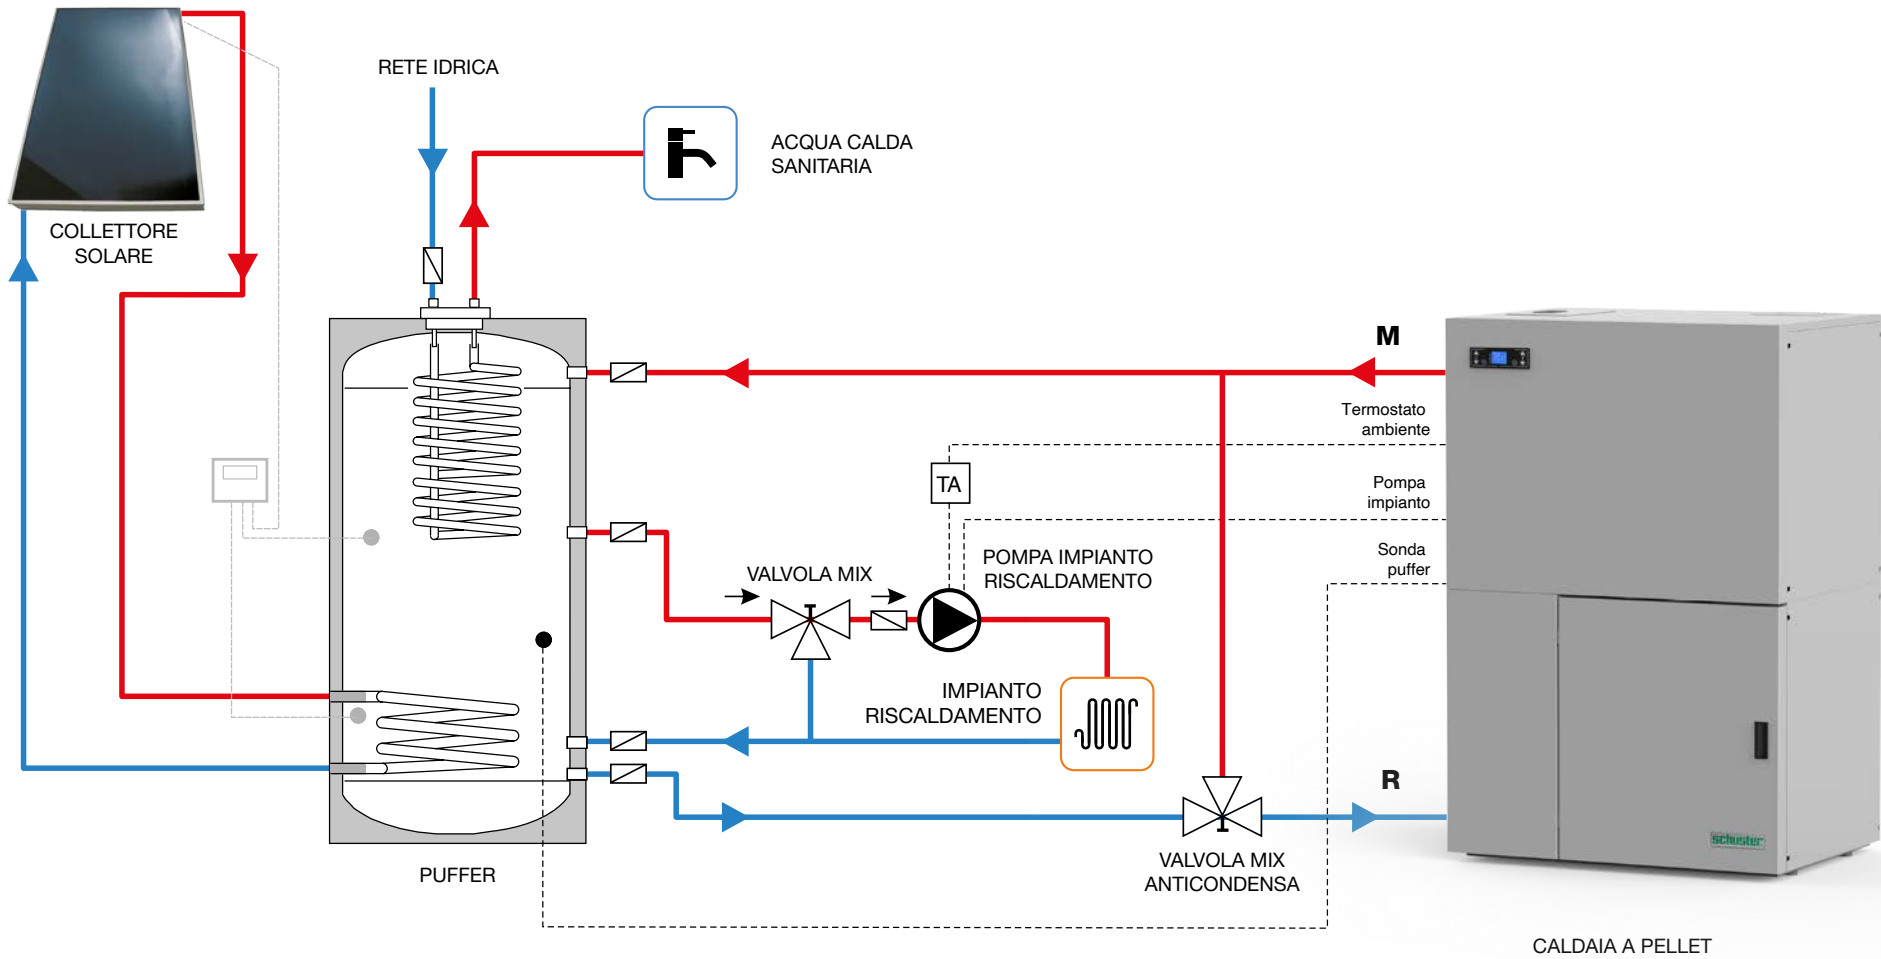 RETE IDRICA
ACQUA CALDA
SANITARIA
COLLETTORE
SOLARE
M
Termostato
ambiente
TA
Pompa
impianto
Sonda
puffer
POMPA IMPIANTO
RISCALDAMENTO
VALVOLA MIX
IMPIANTO
RISCALDAMENTO
R
schuster
VALVOLA MIX
ANTICONDENSA
PUFFER
CALDAIA A PELLET